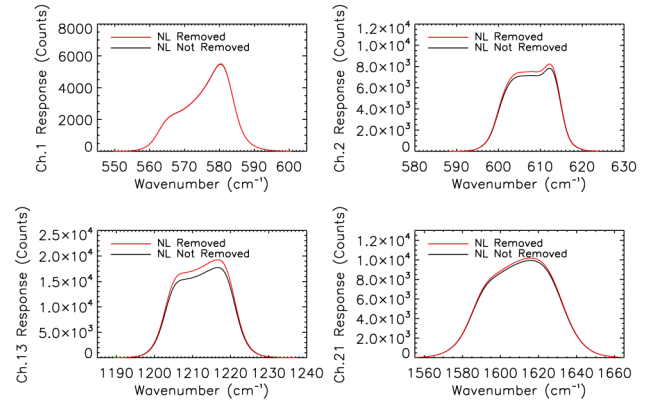 NL Removed
NL Not Removed
8000
6000
4000
2000
0
550 560 570 580 590 600
Wavenumber (cm⁻¹)
Ch.1 Response (Counts)
NL Removed
NL Not Removed
1.2×10⁴
1.0×10⁴
8.0×10³
6.0×10³
4.0×10³
2.0×10³
0
580 590 600 610 620 630
Wavenumber (cm⁻¹)
Ch.2 Response (Counts)
NL Removed
NL Not Removed
2.5×10⁴
2.0×10⁴
1.5×10⁴
1.0×10⁴
5.0×10³
0
1190 1200 1210 1220 1230 1240
Wavenumber (cm⁻¹)
Ch.13 Response (Counts)
NL Removed
NL Not Removed
1.2×10⁴
1.0×10⁴
8.0×10³
6.0×10³
4.0×10³
2.0×10³
0
1560 1580 1600 1620 1640 1660
Wavenumber (cm⁻¹)
Ch.21 Response (Counts)